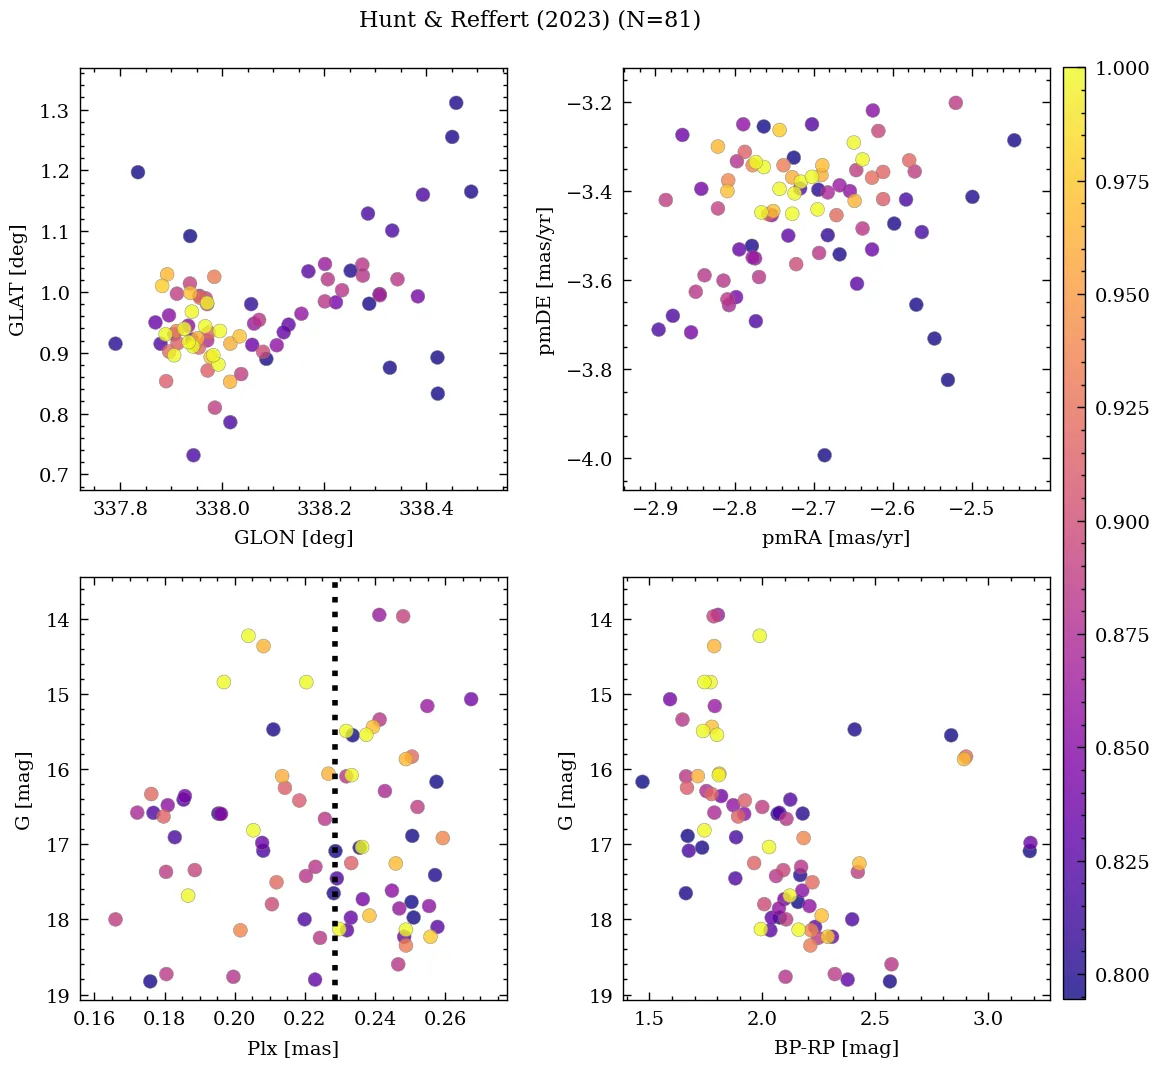 Hunt & Reffert (2023) (N=81)
GLAT [deg]
1.3
1.2
1.1
1.0
0.9
0.8
0.7
337.8 338.0 338.2 338.4
GLON [deg]
pmDE [mas/yr]
−3.2
−3.4
−3.6
−3.8
−4.0
−2.9 −2.8 −2.7 −2.6 −2.5
pmRA [mas/yr]
G [mag]
14
15
16
17
18
19
0.16 0.18 0.20 0.22 0.24 0.26
Plx [mas]
G [mag]
14
15
16
17
18
19
1.5 2.0 2.5 3.0
BP-RP [mag]
1.000
0.975
0.950
0.925
0.900
0.875
0.850
0.825
0.800